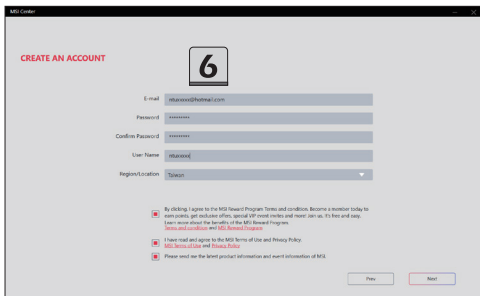 MSI Center
CREATE AN ACCOUNT
6
E-mail
mtuxxxxx@hotmail.com
Password
*********
Confirm Password
*********
User Name
mtuxxxxx
Region/Location
Taiwan
By clicking, I agree to the MSI Reward Program Terms and condition. Become a member today to
earn points, get exclusive offers, special VIP event invites and more! Join us. It's free and easy.
Learn more about the benefits of the MSI Reward Program.
Terms and condition and MSI Reward Program
I have read and agree to the MSI Terms of Use and Privacy Policy.
MSI Terms of Use and Privacy Policy
Please send me the latest product information and event information of MSI.
Prev
Next